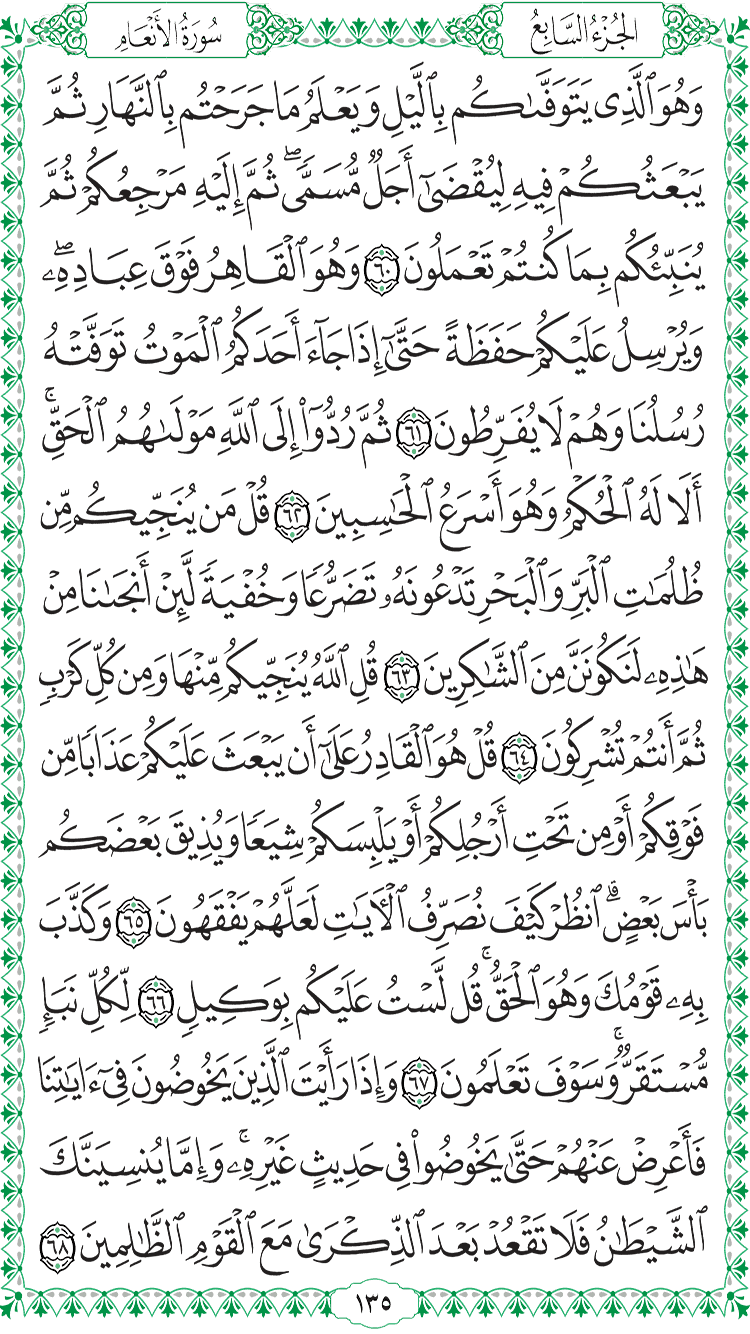 الجُزْءُ السَّابِعُ
سُورَةُ الأَنْعَامِ
وَهُوَ ٱلَّذِى يَتَوَفَّىٰكُم بِٱلَّيْلِ وَيَعْلَمُ مَا جَرَحْتُم بِٱلنَّهَارِ ثُمَّ
يَبْعَثُكُمْ فِيهِ لِيُقْضَىٰٓ أَجَلٌ مُّسَمًّى ۖ ثُمَّ إِلَيْهِ مَرْجِعُكُمْ ثُمَّ
يُنَبِّئُكُم بِمَا كُنتُمْ تَعْمَلُونَ ٦٠ وَهُوَ ٱلْقَاهِرُ فَوْقَ عِبَادِهِۦ ۖ
وَيُرْسِلُ عَلَيْكُمْ حَفَظَةً حَتَّىٰٓ إِذَا جَآءَ أَحَدَكُمُ ٱلْمَوْتُ تَوَفَّتْهُ
رُسُلُنَا وَهُمْ لَا يُفَرِّطُونَ ٦١ ثُمَّ رُدُّوٓا۟ إِلَى ٱللَّهِ مَوْلَىٰهُمُ ٱلْحَقِّ ۚ
أَلَا لَهُ ٱلْحُكْمُ وَهُوَ أَسْرَعُ ٱلْحَٰسِبِينَ ٦٢ قُلْ مَن يُنَجِّيكُم مِّن
ظُلُمَٰتِ ٱلْبَرِّ وَٱلْبَحْرِ تَدْعُونَهُۥ تَضَرُّعًا وَخُفْيَةً لَّئِنْ أَنجَىٰنَا مِنْ
هَٰذِهِۦ لَنَكُونَنَّ مِنَ ٱلشَّٰكِرِينَ ٦٣ قُلِ ٱللَّهُ يُنَجِّيكُم مِّنْهَا وَمِن كُلِّ كَرْبٍ
ثُمَّ أَنتُمْ تُشْرِكُونَ ٦٤ قُلْ هُوَ ٱلْقَادِرُ عَلَىٰٓ أَن يَبْعَثَ عَلَيْكُمْ عَذَابًا مِّن
فَوْقِكُمْ أَوْ مِن تَحْتِ أَرْجُلِكُمْ أَوْ يَلْبِسَكُمْ شِيَعًا وَيُذِيقَ بَعْضَكُم
بَأْسَ بَعْضٍ ۗ ٱنظُرْ كَيْفَ نُصَرِّفُ ٱلْءَايَٰتِ لَعَلَّهُمْ يَفْقَهُونَ ٦٥ وَكَذَّبَ
بِهِۦ قَوْمُكَ وَهُوَ ٱلْحَقُّ ۚ قُل لَّسْتُ عَلَيْكُم بِوَكِيلٍ ٦٦ لِّكُلِّ نَبَإٍ
مُّسْتَقَرٌّ ۚ وَسَوْفَ تَعْلَمُونَ ٦٧ وَإِذَا رَأَيْتَ ٱلَّذِينَ يَخُوضُونَ فِىٓ ءَايَٰتِنَا
فَأَعْرِضْ عَنْهُمْ حَتَّىٰ يَخُوضُوا۟ فِى حَدِيثٍ غَيْرِهِۦ ۚ وَإِمَّا يُنسِيَنَّكَ
ٱلشَّيْطَٰنُ فَلَا تَقْعُدْ بَعْدَ ٱلذِّكْرَىٰ مَعَ ٱلْقَوْمِ ٱلظَّٰلِمِينَ ٦٨
١٣٥